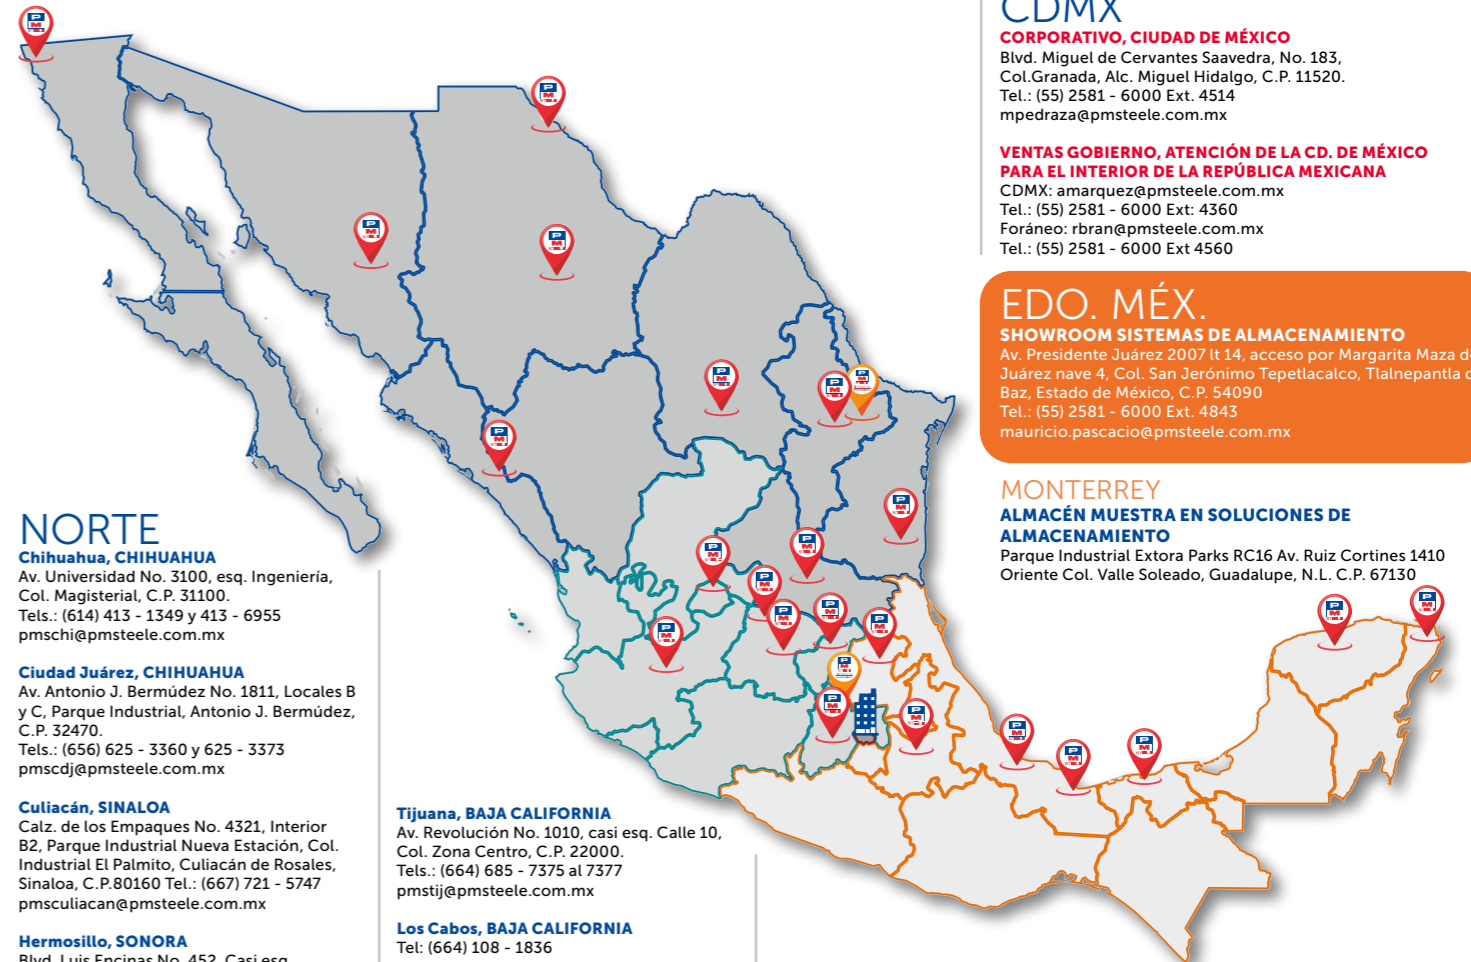 CDMX
CORPORATIVO, CIUDAD DE MÉXICO
Blvd. Miguel de Cervantes Saavedra, No. 183,
Col.Granada, Alc. Miguel Hidalgo, C.P. 11520.
Tel.: (55) 2581 - 6000 Ext. 4514
mpedraza@pmsteele.com.mx
VENTAS GOBIERNO, ATENCIÓN DE LA CD. DE MÉXICO
PARA EL INTERIOR DE LA REPÚBLICA MEXICANA
CDMX: amarquez@pmsteele.com.mx
Tel.: (55) 2581 - 6000 Ext: 4360
Foráneo: rbran@pmsteele.com.mx
Tel.: (55) 2581 - 6000 Ext 4560
EDO. MÉX.
SHOWROOM SISTEMAS DE ALMACENAMIENTO
Av. Presidente Juárez 2007 lt 14, acceso por Margarita Maza
Juárez nave 4, Col. San Jerónimo Tepetlacalco, Tlalnepantla
Baz, Estado de México, C.P. 54090
Tel.: (55) 2581 - 6000 Ext. 4843
mauricio.pascacio@pmsteele.com.mx
MONTERREY
ALMACÉN MUESTRA EN SOLUCIONES DE
ALMACENAMIENTO
Parque Industrial Extora Parks RC16 Av. Ruiz Cortines 1410
Oriente Col. Valle Soleado, Guadalupe, N.L. C.P. 67130
NORTE
Chihuahua, CHIHUAHUA
Av. Universidad No. 3100, esq. Ingeniería,
Col. Magisterial, C.P. 31100.
Tels.: (614) 413 - 1349 y 413 - 6955
pmschi@pmsteele.com.mx
Ciudad Juárez, CHIHUAHUA
Av. Antonio J. Bermúdez No. 1811, Locales B
y C, Parque Industrial, Antonio J. Bermúdez,
C.P. 32470.
Tels.: (656) 625 - 3360 y 625 - 3373
pmscdj@pmsteele.com.mx
Culiacán, SINALOA
Calz. de los Empaques No. 4321, Interior
B2, Parque Industrial Nueva Estación, Col.
Industrial El Palmito, Culiacán de Rosales,
Sinaloa, C.P.80160 Tel.: (667) 721 - 5747
pmsculiacan@pmsteele.com.mx
Hermosillo, SONORA
Blvd. Luis Encinas No. 452, Casi esq.
Tijuana, BAJA CALIFORNIA
Av. Revolución No. 1010, casi esq. Calle 10,
Col. Zona Centro, C.P. 22000.
Tels.: (664) 685 - 7375 al 7377
pmstij@pmsteele.com.mx
Los Cabos, BAJA CALIFORNIA
Tel: (664) 108 - 1836